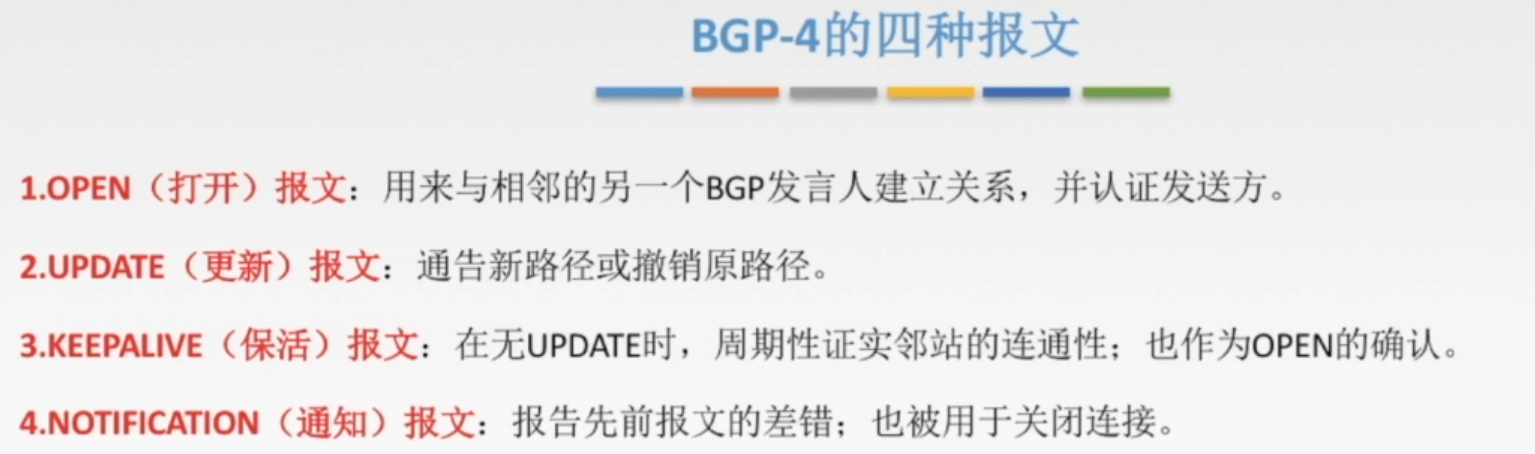 BGP-4的四种报文
1.OPEN（打开）报文：用来与相邻的另一个BGP发言人建立关系，并认证发送方。
2.UPDATE（更新）报文：通告新路径或撤销原路径。
3.KEEPALIVE（保活）报文：在无UPDATE时，周期性证实邻站的连通性；也作为OPEN的确认。
4.NOTIFICATION（通知）报文：报告先前报文的差错；也被用于关闭连接。